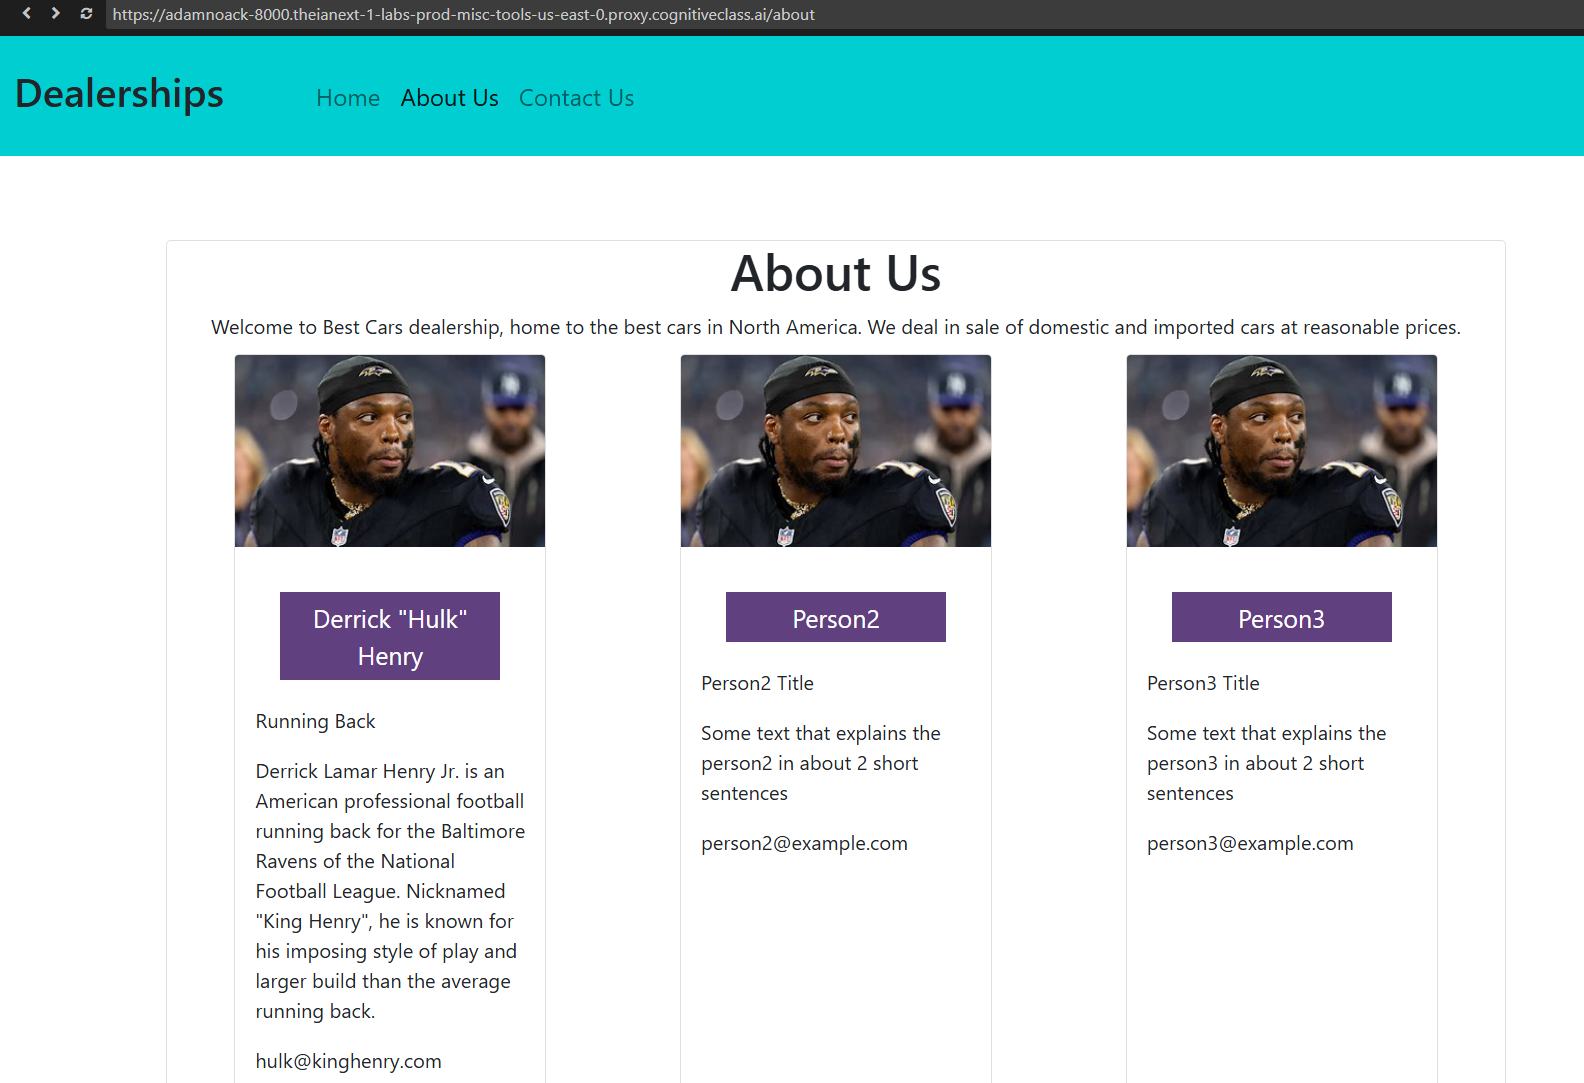 https://adamnoack-8000.theianext-1-labs-prod-misc-tools-us-east-0.proxy.cognitiveclass.ai/about
Dealerships
Home About Us Contact Us
About Us
Welcome to Best Cars dealership, home to the best cars in North America. We deal in sale of domestic and imported cars at reasonable prices.
Derrick "Hulk"
Henry
Running Back
Derrick Lamar Henry Jr. is an
American professional football
running back for the Baltimore
Ravens of the National
Football League. Nicknamed
"King Henry", he is known for
his imposing style of play and
larger build than the average
running back.
hulk@kinghenry.com
Person2
Person2 Title
Some text that explains the
person2 in about 2 short
sentences
person2@example.com
Person3
Person3 Title
Some text that explains the
person3 in about 2 short
sentences
person3@example.com